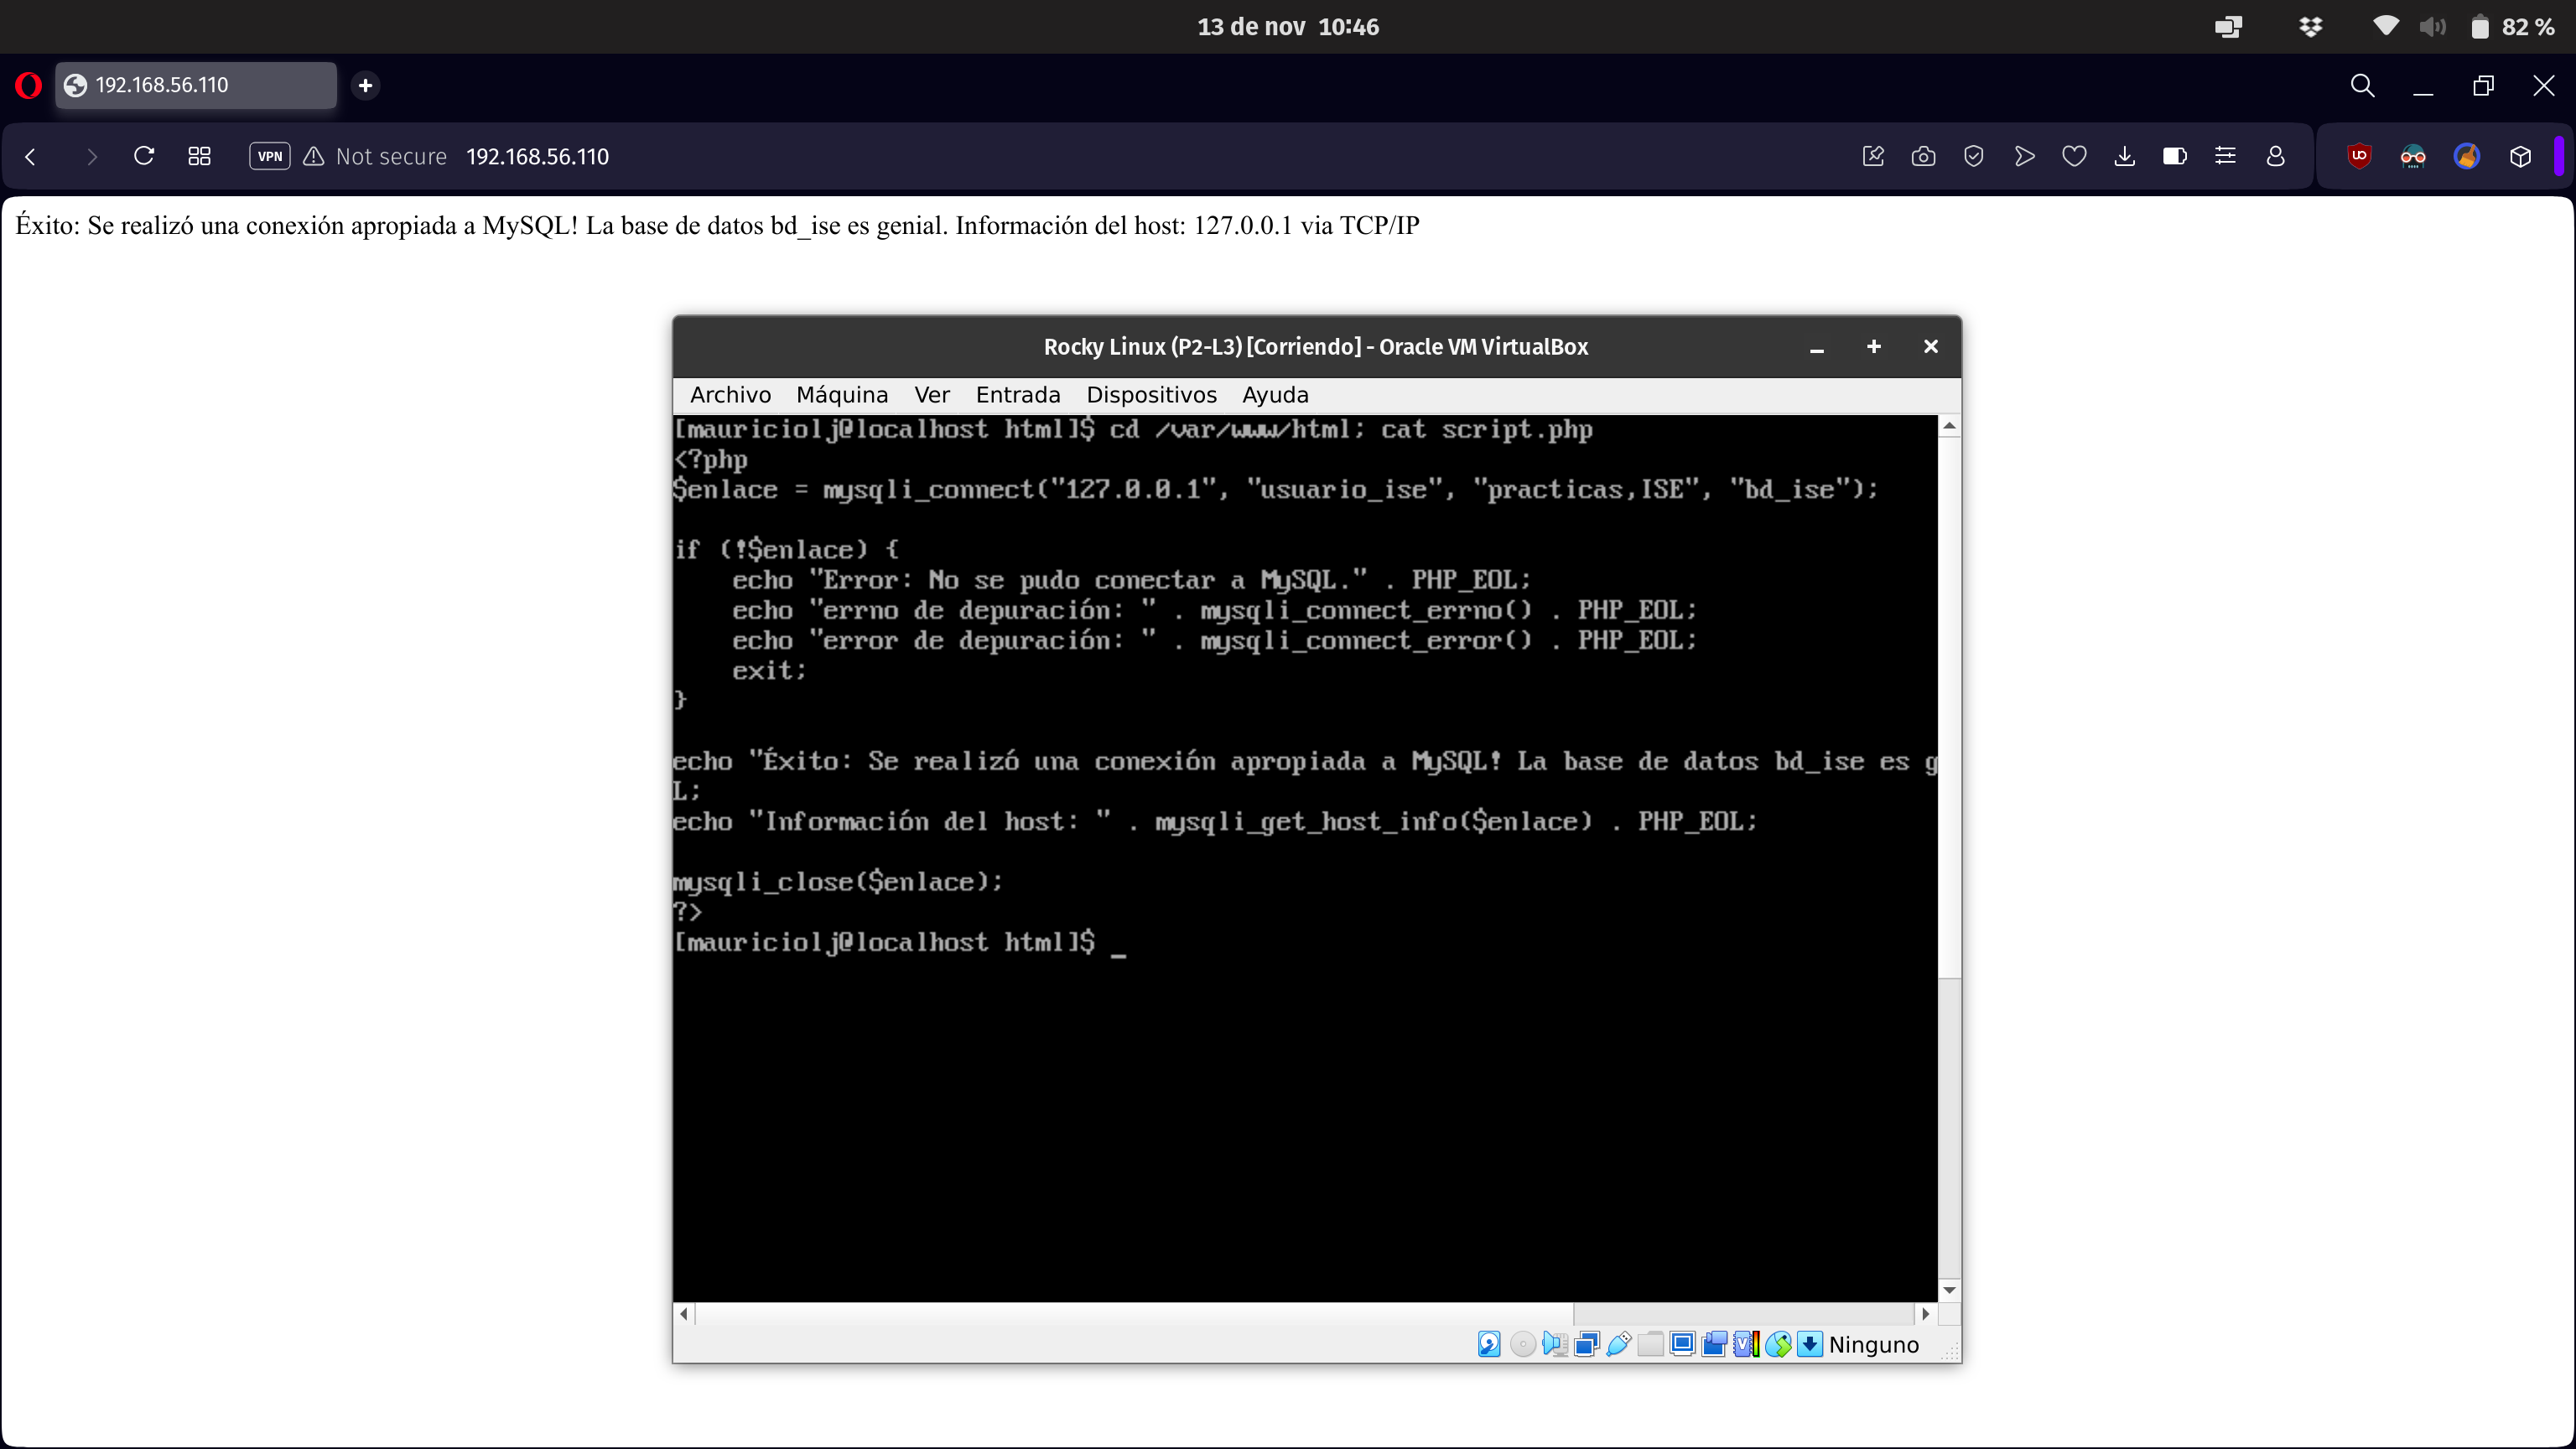 13 de nov 10:46
82 %
192.168.56.110
VPN Not secure 192.168.56.110
Éxito: Se realizó una conexión apropiada a MySQL! La base de datos bd_ise es genial. Información del host: 127.0.0.1 via TCP/IP
Rocky Linux (P2-L3) [Corriendo] - Oracle VM VirtualBox
Archivo Máquina Ver Entrada Dispositivos Ayuda
[mauriciolj@localhost html]$ cd /var/www/html; cat script.php
<?php
$enlace = mysqli_connect("127.0.0.1", "usuario_ise", "practicas,ISE", "bd_ise");
if (!$enlace) {
    echo "Error: No se pudo conectar a MySQL." . PHP_EOL;
    echo "errno de depuración: " . mysqli_connect_errno() . PHP_EOL;
    echo "error de depuración: " . mysqli_connect_error() . PHP_EOL;
    exit;
}
echo "Éxito: Se realizó una conexión apropiada a MySQL! La base de datos bd_ise es g
L;
echo "Información del host: " . mysqli_get_host_info($enlace) . PHP_EOL;
mysqli_close($enlace);
?>
[mauriciolj@localhost html]$ _
Ninguno